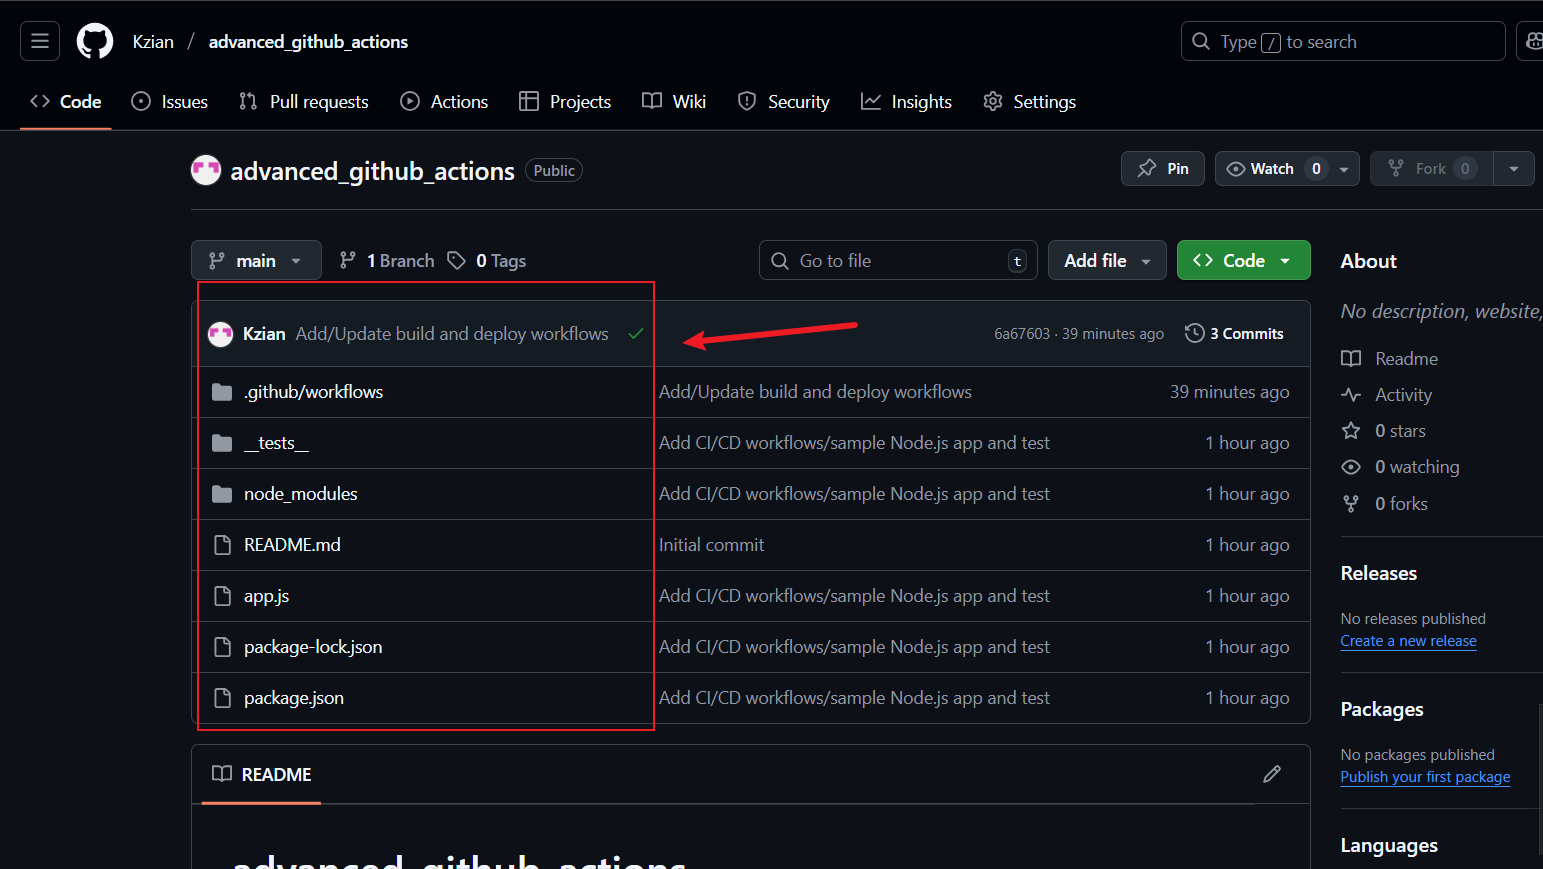 Kzian / advanced_github_actions
Type / to search
Code Issues Pull requests Actions Projects Wiki Security Insights Settings
advanced_github_actions Public
Pin Watch 0 Fork 0
main 1 Branch 0 Tags
Go to file t
Add file
Code
Kzian Add/Update build and deploy workflows 6a67603 · 39 minutes ago 3 Commits
.github/workflows Add/Update build and deploy workflows 39 minutes ago
__tests__ Add CI/CD workflows/sample Node.js app and test 1 hour ago
node_modules Add CI/CD workflows/sample Node.js app and test 1 hour ago
README.md Initial commit 1 hour ago
app.js Add CI/CD workflows/sample Node.js app and test 1 hour ago
package-lock.json Add CI/CD workflows/sample Node.js app and test 1 hour ago
package.json Add CI/CD workflows/sample Node.js app and test 1 hour ago
README
advanced_github_actions
About
No description, website,
Readme
Activity
0 stars
0 watching
0 forks
Releases
No releases published
Create a new release
Packages
No packages published
Publish your first package
Languages